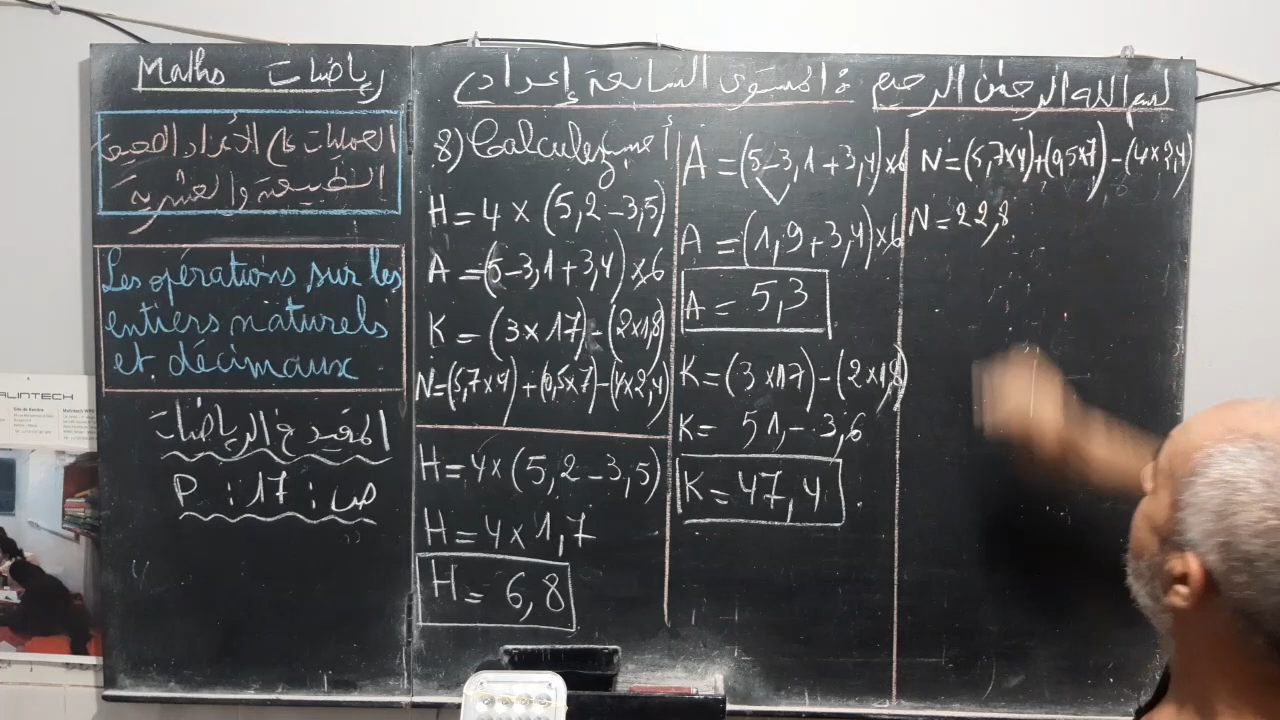 Maths رياضيات
بسم الله الرحمن الرحيم : المستوى السابعة إعدادي
العمليات على الأعداد الصحيحة
الطبيعية والعشرية
Les opérations sur les
entiers naturels
et décimaux
المفيد في الرياضيات
P : 17 : ص
8) Calculez أحسب
H = 4 × (5,2 - 3,5)
A = (5 - 3,1 + 3,4) × 6
K = (3 × 17) - (2 × 1,8)
N = (5,7 × 4) + (0,5 × 7) - (4 × 2,4)
H = 4 × (5,2 - 3,5)
H = 4 × 1,7
H = 6,8
A = (5 - 3,1 + 3,4) × 6
A = (1,9 + 3,4) × 6
A = 5,3
K = (3 × 17) - (2 × 1,8)
K = 51, - 3,6
K = 47,4
N = (5,7 × 4) + (0,5 × 7) - (4 × 2,4)
N = 22,8
ALINTECH